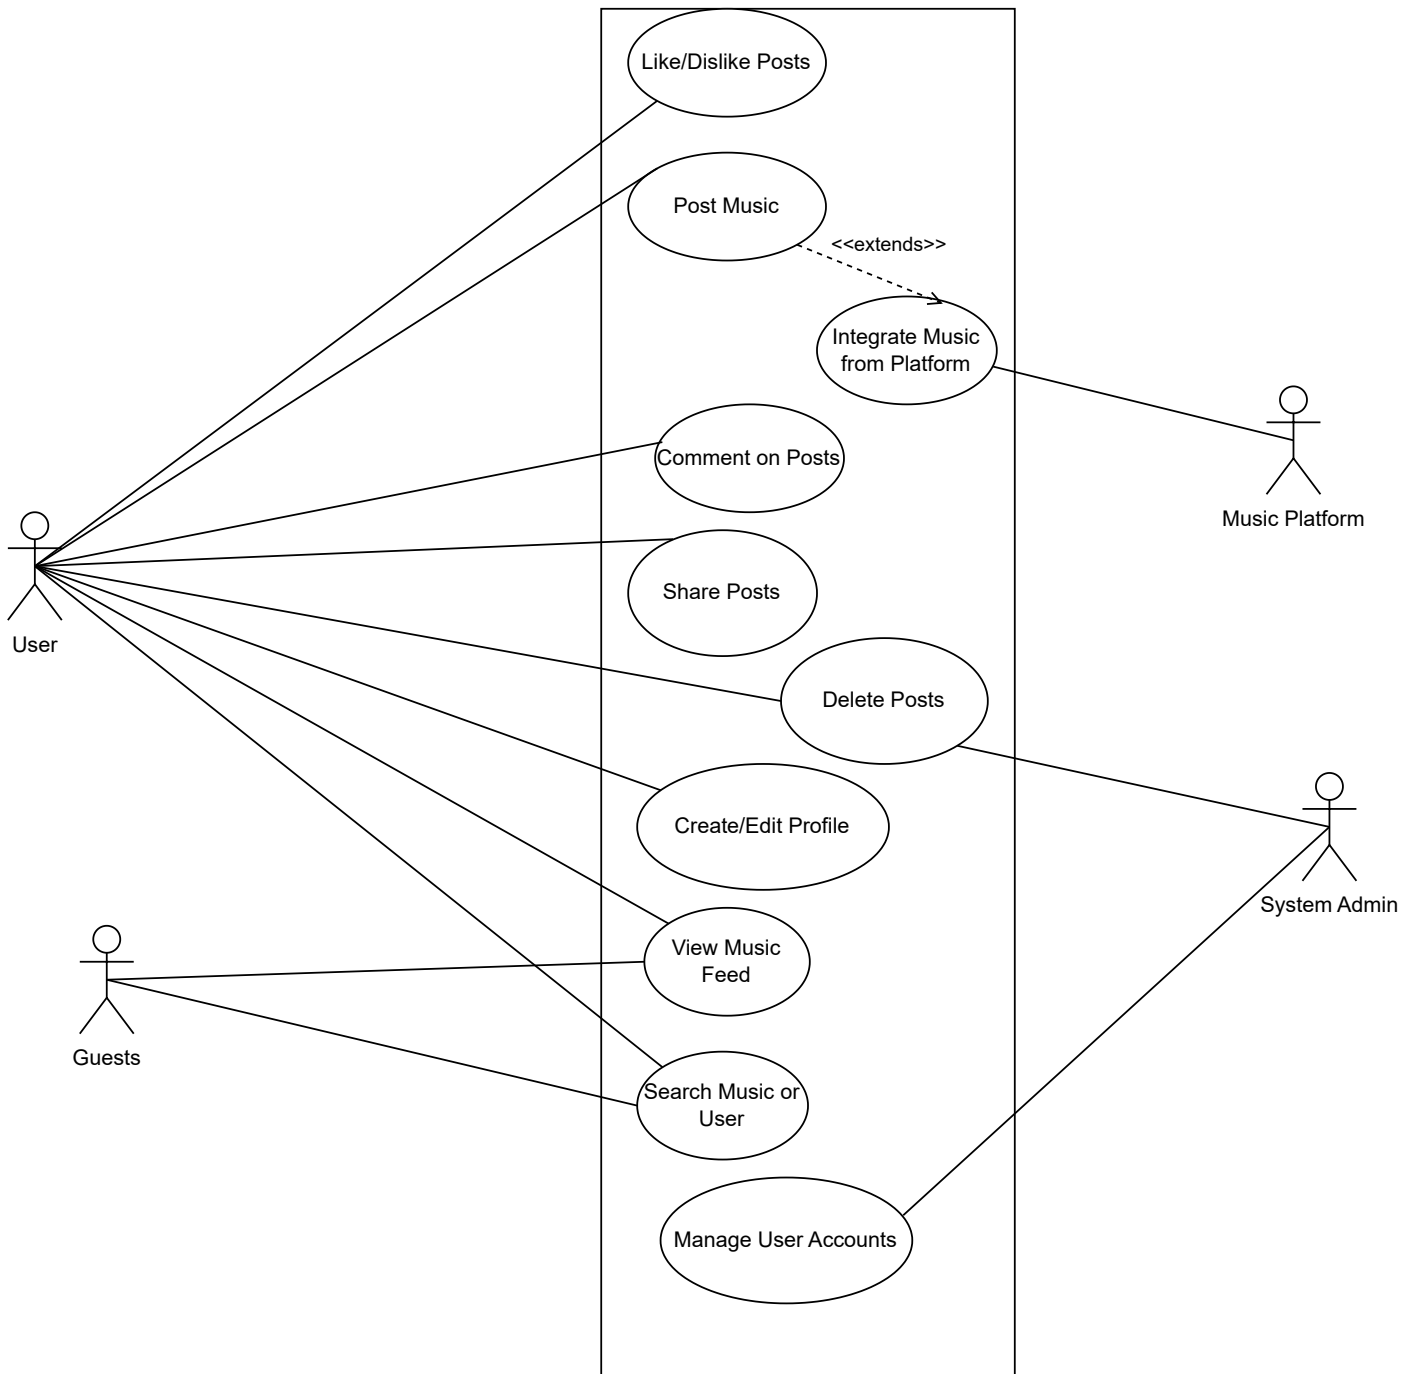 Like/Dislike Posts
Post Music
<<extends>>
Integrate Music
from Platform
Comment on Posts
Music Platform
Share Posts
User
Delete Posts
Create/Edit Profile
System Admin
View Music
Feed
Guests
Search Music or
User
Manage User Accounts